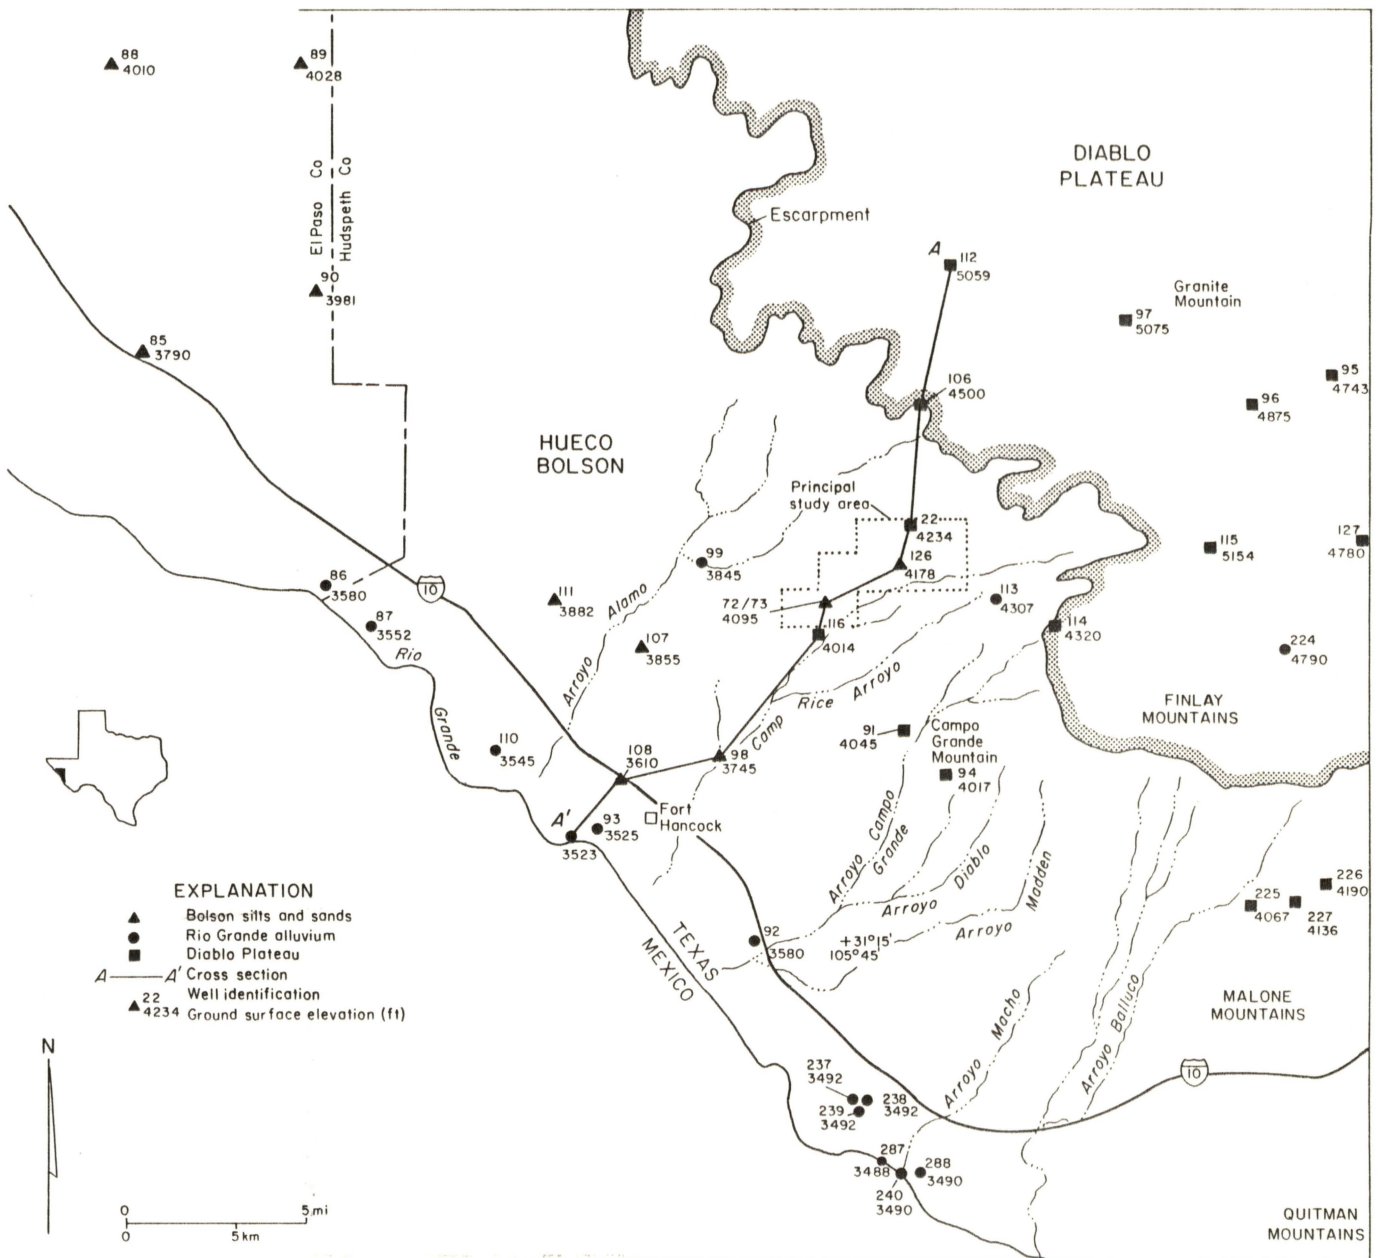 88
4010
89
4028
DIABLO
PLATEAU
El Paso Co
Hudspeth Co
Escarpment
A
112
5059
90
3981
Granite
Mountain
97
5075
85
3790
106
4500
95
4743
96
4875
HUECO
BOLSON
Principal
study area
22
4234
99
3845
126
4178
115
5154
127
4780
86
3580
10
111
3882
Arroyo Alamo
72/73
4095
113
4307
87
3552
107
3855
116
4014
114
4320
224
4790
Rio Grande
Camp Rice Arroyo
FINLAY
MOUNTAINS
91
4045
Campo
Grande
Mountain
110
3545
108
3610
98
3745
94
4017
A'
3523
93
3525
Fort
Hancock
Arroyo Campo
Grande
Arroyo Diablo
Arroyo Madden
EXPLANATION
Bolson silts and sands
Rio Grande alluvium
Diablo Plateau
A A' Cross section
22 Well identification
4234 Ground surface elevation (ft)
226
4190
225
4067
227
4136
92
3580
+31°15'
105°45'
TEXAS
MEXICO
MALONE
MOUNTAINS
Arroyo Macho
Arroyo Balluco
N
10
237
3492
238
3492
239
3492
287
3488
288
3490
240
3490
0 5 mi
0 5 km
QUITMAN
MOUNTAINS